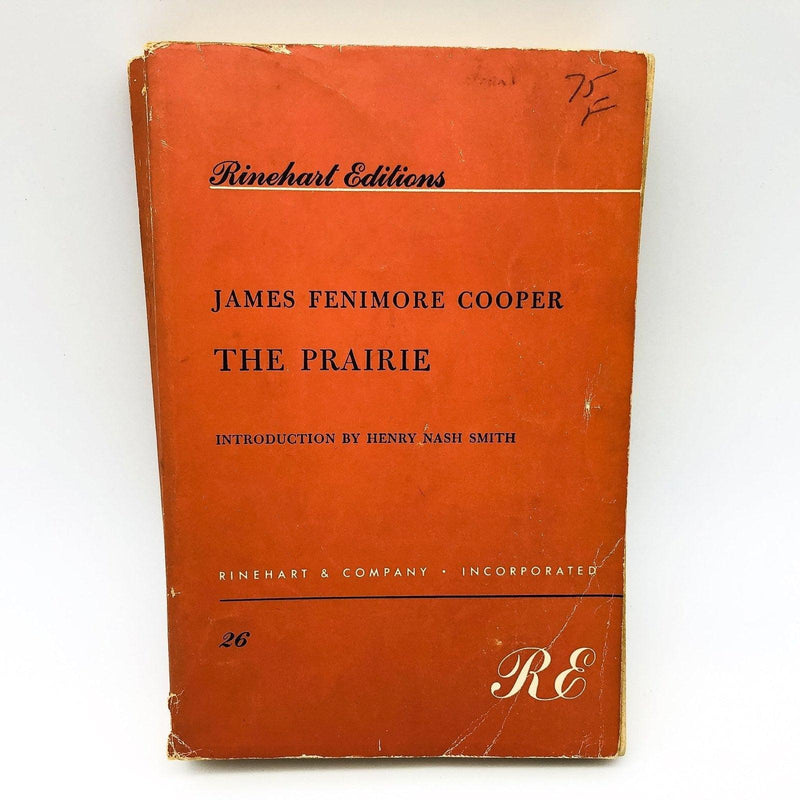 75
Rinehart Editions
JAMES FENIMORE COOPER
THE PRAIRIE
INTRODUCTION BY HENRY NASH SMITH
RINEHART & COMPANY • INCORPORATED
26
RE